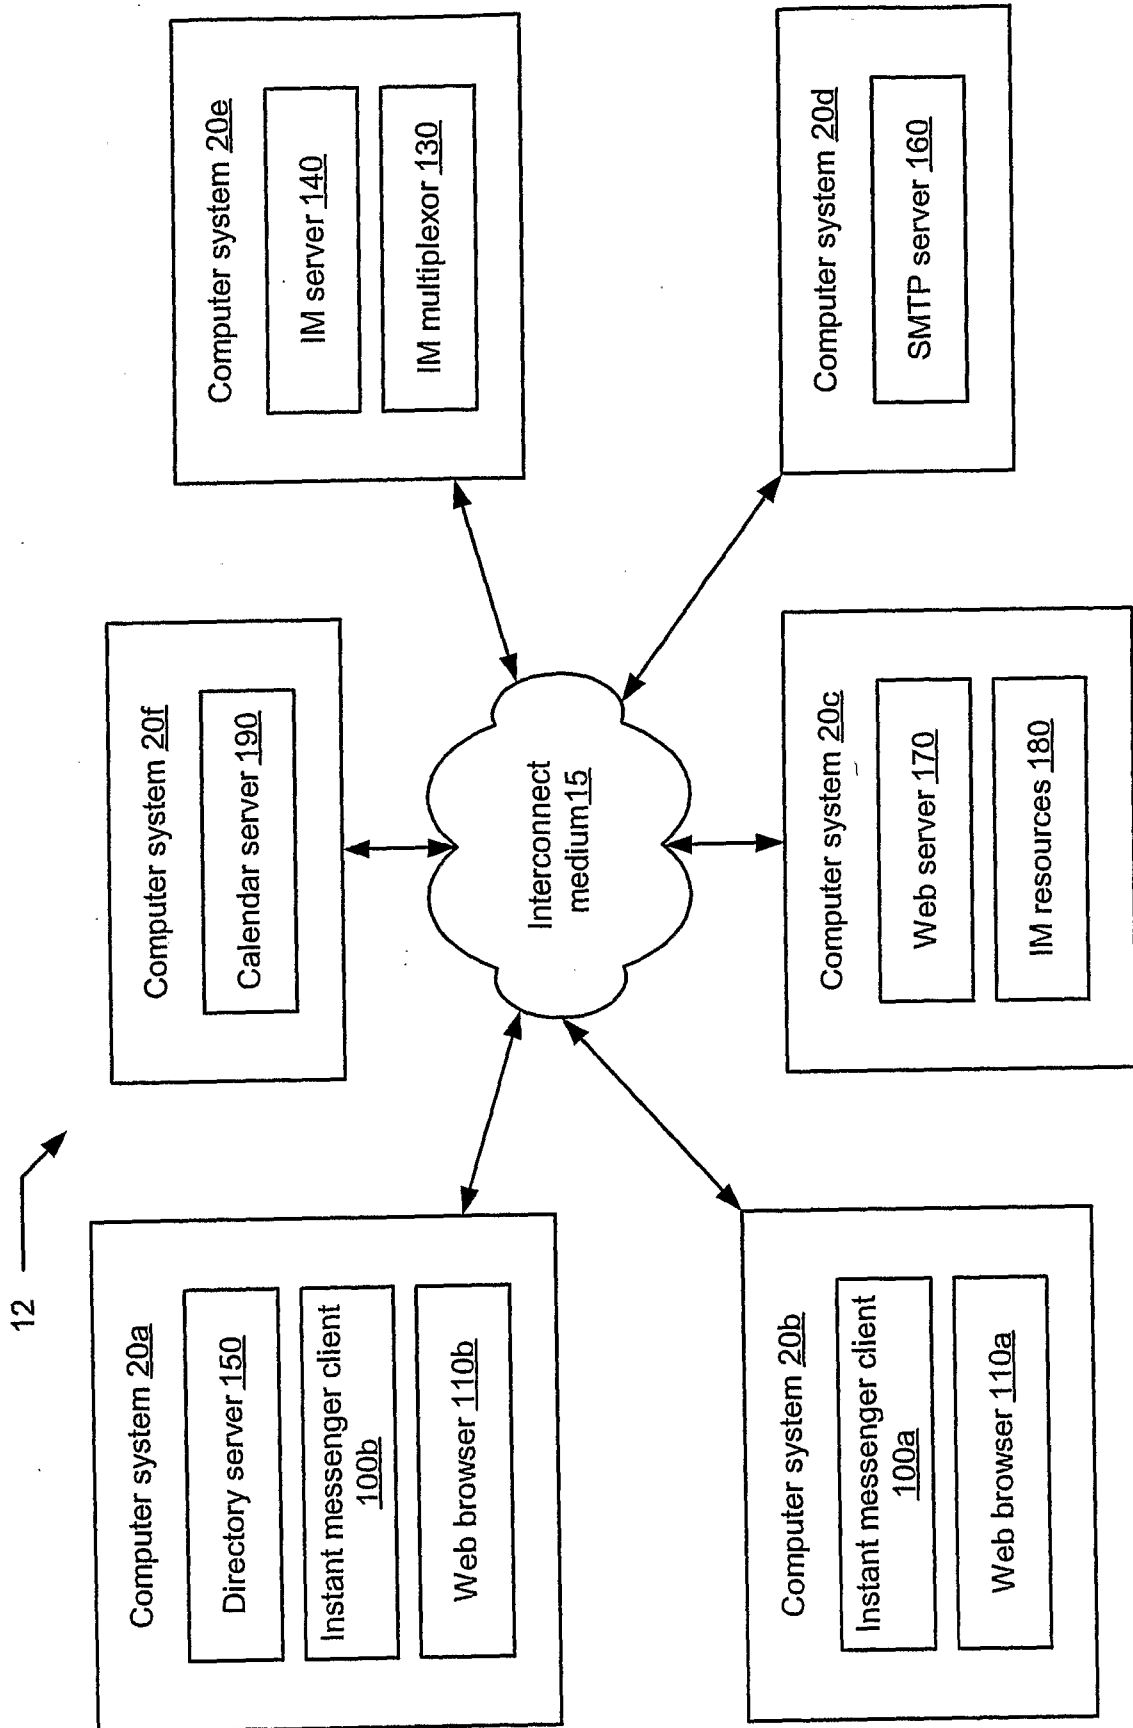 12
Computer system 20a
Directory server 150
Instant messenger client
100b
Web browser 110b
Computer system 20f
Calendar server 190
Computer system 20e
IM server 140
IM multiplexor 130
Interconnect
medium15
Computer system 20b
Instant messenger client
100a
Web browser 110a
Computer system 20c
Web server 170
IM resources 180
Computer system 20d
SMTP server 160